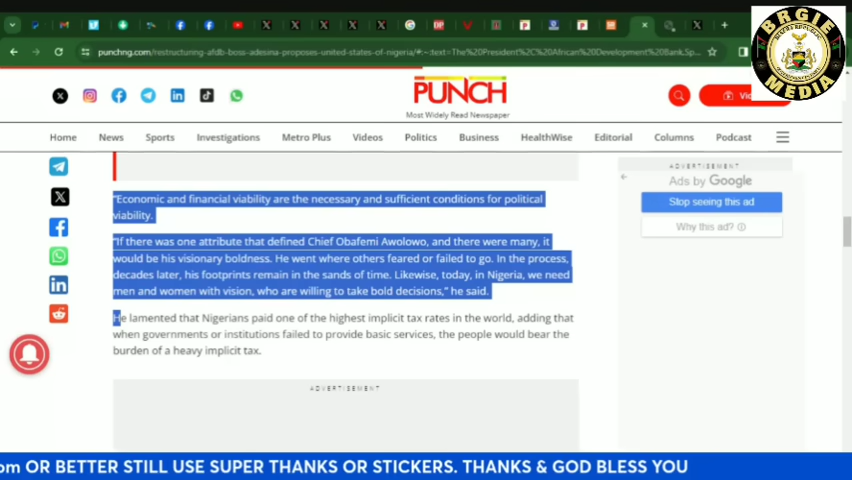 punchng.com/restructuring-afdb-boss-adesina-proposes-united-states-of-nigeria/#:~:text=The%20President%2C%20African%20Development%20Bank.Sp...
BRGIE
MEDIA
PUNCH
Most Widely Read Newspaper
Home News Sports Investigations Metro Plus Videos Politics Business HealthWise Editorial Columns Podcast
ADVERTISEMENT
Ads by Google
Stop seeing this ad
Why this ad?
“Economic and financial viability are the necessary and sufficient conditions for political
viability.
“If there was one attribute that defined Chief Obafemi Awolowo, and there were many, it
would be his visionary boldness. He went where others feared or failed to go. In the process,
decades later, his footprints remain in the sands of time. Likewise, today, in Nigeria, we need
men and women with vision, who are willing to take bold decisions,” he said.
He lamented that Nigerians paid one of the highest implicit tax rates in the world, adding that
when governments or institutions failed to provide basic services, the people would bear the
burden of a heavy implicit tax.
ADVERTISEMENT
om OR BETTER STILL USE SUPER THANKS OR STICKERS. THANKS & GOD BLESS YOU